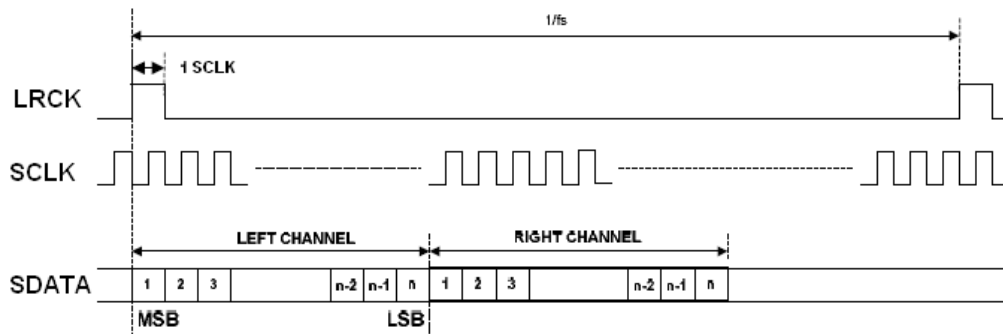 1/fs
1 SCLK
LRCK
SCLK
LEFT CHANNEL
RIGHT CHANNEL
SDATA
1 2 3 n-2 n-1 n 1 2 3 n-2 n-1 n
MSB LSB